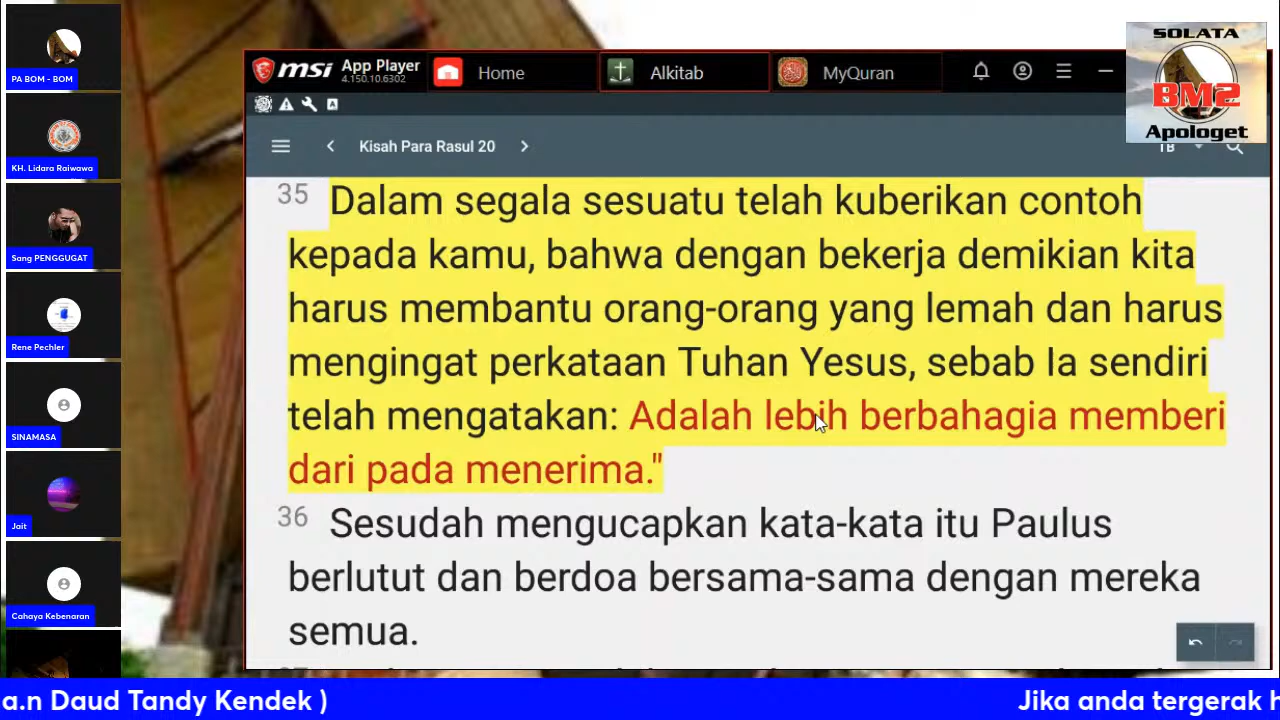 PA BOM - BOM
KH. Lidara Raiwawa
Sang PENGGUGAT
Rene Pechler
SINAMASA
Jait
Cahaya Kebenaran
msi App Player
4.150.10.6302
Home
Alkitab
MyQuran
SOLATA
BM2
Apologet
Kisah Para Rasul 20
TB
35 Dalam segala sesuatu telah kuberikan contoh
kepada kamu, bahwa dengan bekerja demikian kita
harus membantu orang-orang yang lemah dan harus
mengingat perkataan Tuhan Yesus, sebab Ia sendiri
telah mengatakan: Adalah lebih berbahagia memberi
dari pada menerima."
36 Sesudah mengucapkan kata-kata itu Paulus
berlutut dan berdoa bersama-sama dengan mereka
semua.
a.n Daud Tandy Kendek )
Jika anda tergerak h